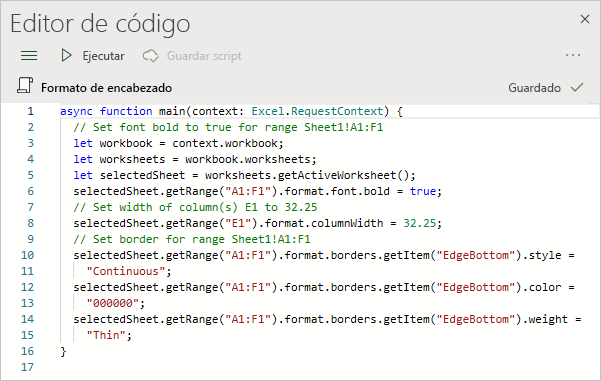 Editor de código
Ejecutar Guardar script
Formato de encabezado Guardado
1 async function main(context: Excel.RequestContext) {
2 // Set font bold to true for range Sheet1!A1:F1
3 let workbook = context.workbook;
4 let worksheets = workbook.worksheets;
5 let selectedSheet = worksheets.getActiveWorksheet();
6 selectedSheet.getRange("A1:F1").format.font.bold = true;
7 // Set width of column(s) E1 to 32.25
8 selectedSheet.getRange("E1").format.columnWidth = 32.25;
9 // Set border for range Sheet1!A1:F1
10 selectedSheet.getRange("A1:F1").format.borders.getItem("EdgeBottom").style =
11 "Continuous";
12 selectedSheet.getRange("A1:F1").format.borders.getItem("EdgeBottom").color =
13 "000000";
14 selectedSheet.getRange("A1:F1").format.borders.getItem("EdgeBottom").weight =
15 "Thin";
16 }
17